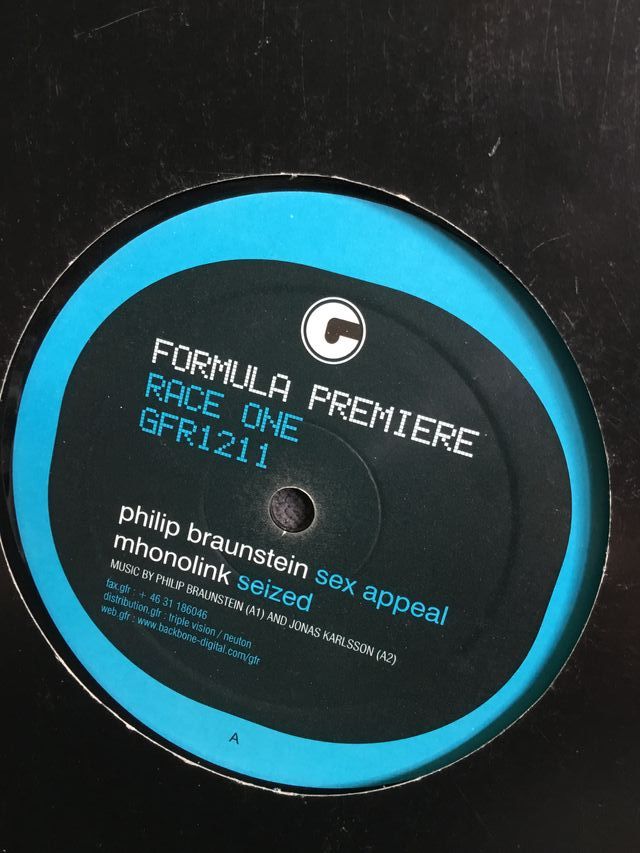 FORMULA PREMIERE
RACE ONE
GFR1211
philip braunstein sex appeal
mhonolink seized
MUSIC BY PHILIP BRAUNSTEIN (A1) AND JONAS KARLSSON (A2)
fax.gfr : + 46 31 186046
distribution.gfr : triple vision / neuton
web.gfr : www.backbone-digital.com/gfr
A